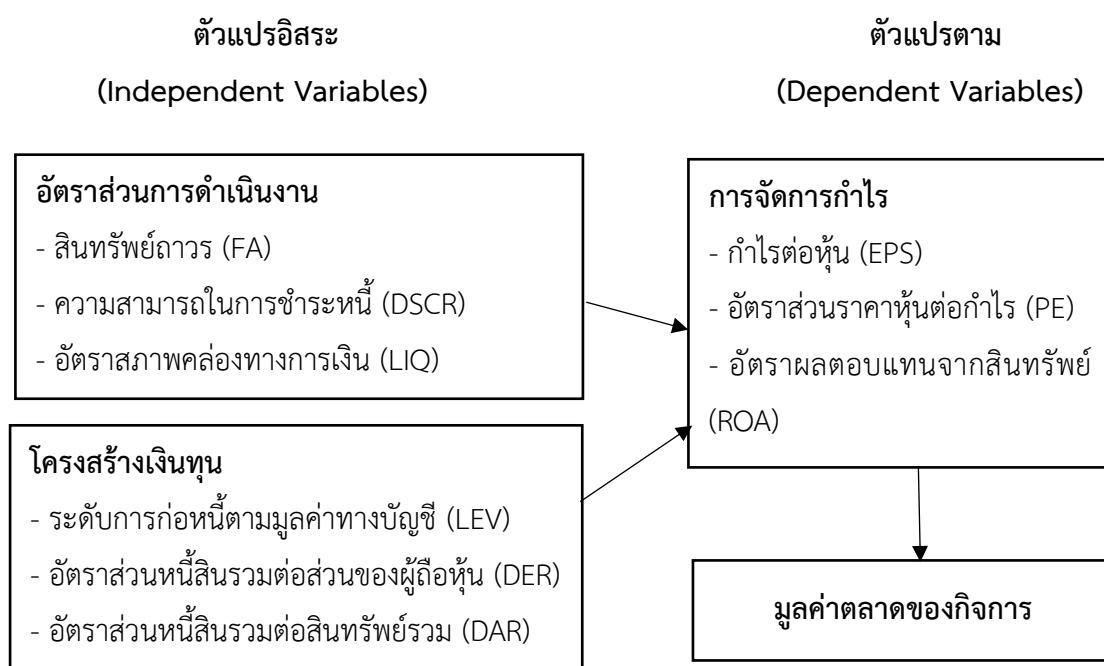 ตัวแปรอิสระ
(Independent Variables)
ตัวแปรตาม
(Dependent Variables)
อัตราส่วนการดำเนินงาน
- สินทรัพย์ถาวร (FA)
- ความสามารถในการชำระหนี้ (DSCR)
- อัตราสภาพคล่องทางการเงิน (LIQ)
โครงสร้างเงินทุน
- ระดับการก่อหนี้ตามมูลค่าทางบัญชี (LEV)
- อัตราส่วนหนี้สินรวมต่อส่วนของผู้ถือหุ้น (DER)
- อัตราส่วนหนี้สินรวมต่อสินทรัพย์รวม (DAR)
การจัดการกำไร
- กำไรต่อหุ้น (EPS)
- อัตราส่วนราคาหุ้นต่อกำไร (PE)
- อัตราผลตอบแทนจากสินทรัพย์
(ROA)
มูลค่าตลาดของกิจการ